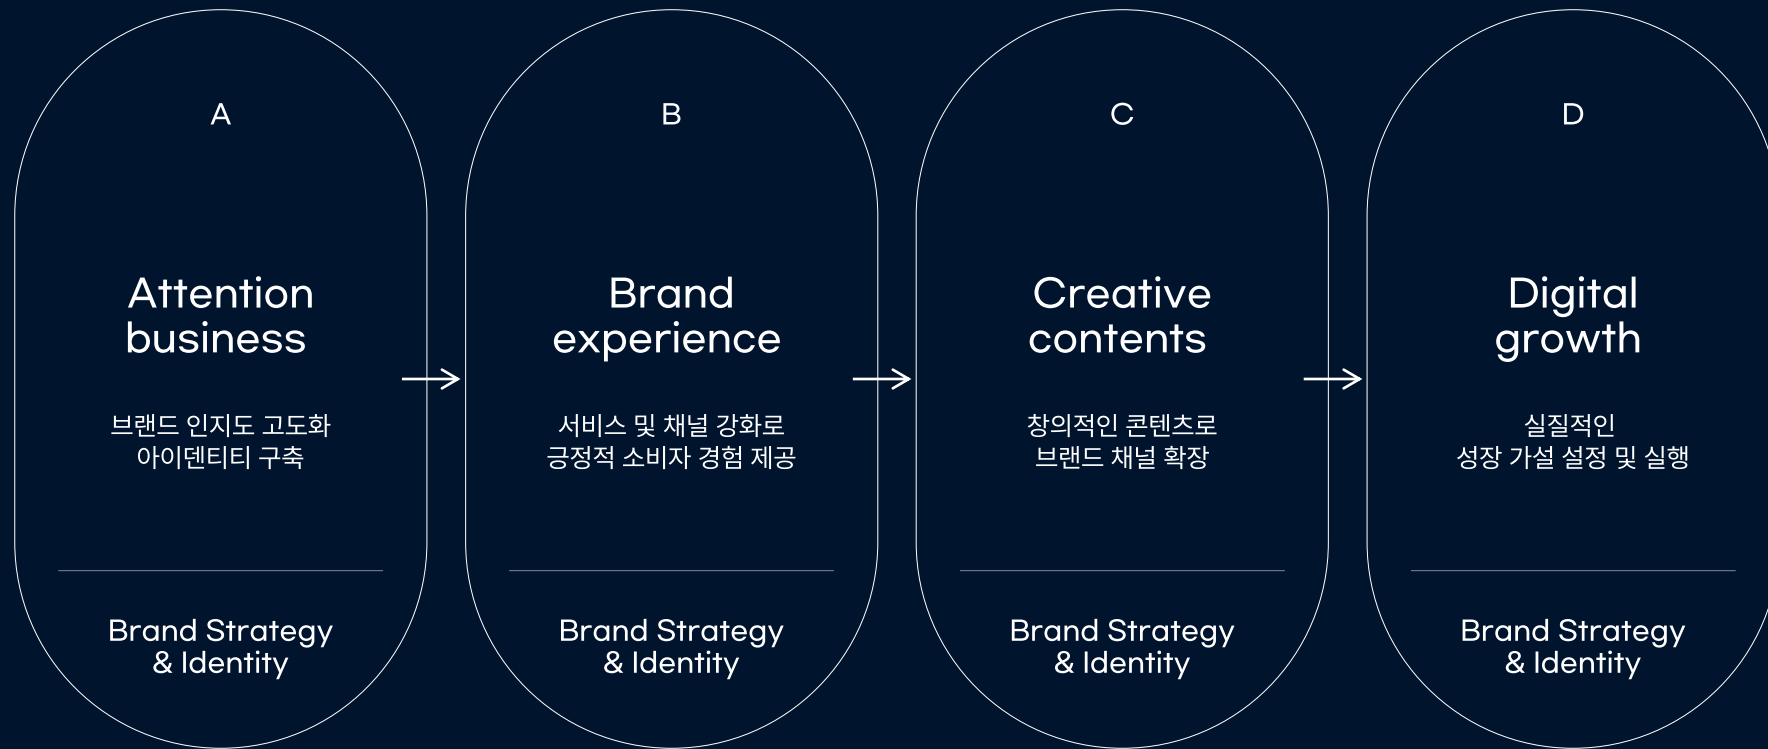 A
Attention
business
브랜드 인지도 고도화
아이덴티티 구축
Brand Strategy
& Identity
B
Brand
experience
서비스 및 채널 강화로
긍정적 소비자 경험 제공
Brand Strategy
& Identity
C
Creative
contents
창의적인 콘텐츠로
브랜드 채널 확장
Brand Strategy
& Identity
D
Digital
growth
실질적인
성장 가설 설정 및 실행
Brand Strategy
& Identity